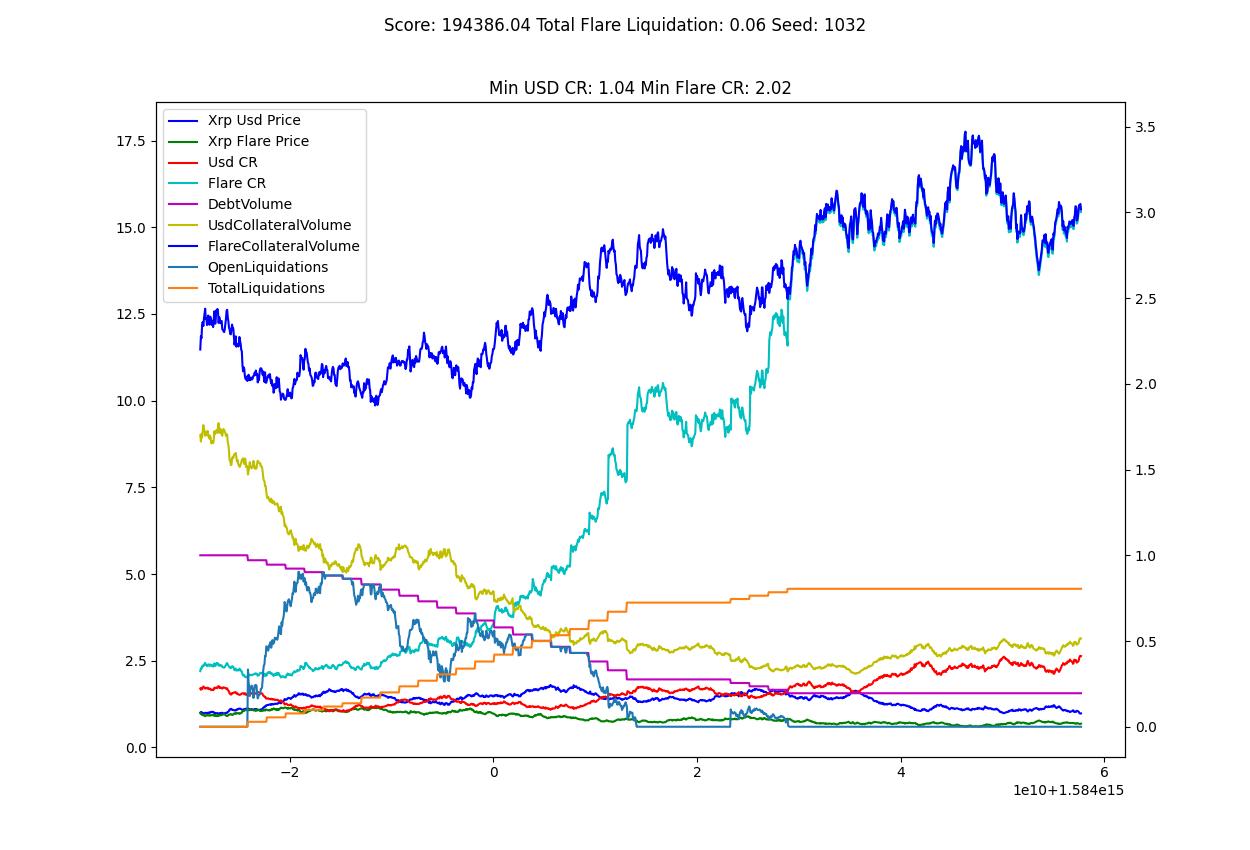 Score: 194386.04 Total Flare Liquidation: 0.06 Seed: 1032
Min USD CR: 1.04 Min Flare CR: 2.02
Xrp Usd Price
Xrp Flare Price
Usd CR
Flare CR
DebtVolume
UsdCollateralVolume
FlareCollateralVolume
OpenLiquidations
TotalLiquidations
17.5
15.0
12.5
10.0
7.5
5.0
2.5
0.0
3.5
3.0
2.5
2.0
1.5
1.0
0.5
0.0
−2 0 2 4 6
1e10+1.584e15